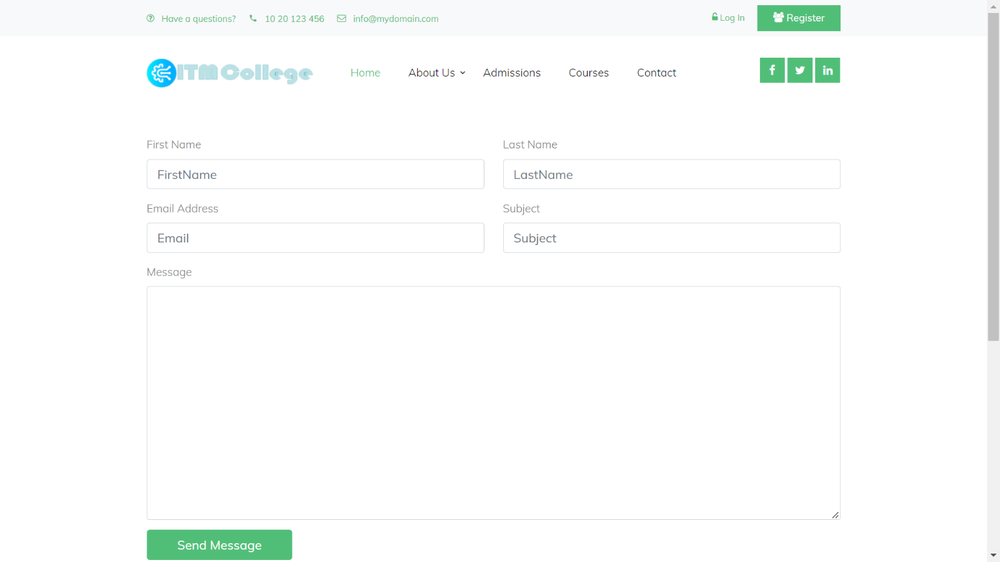 Have a questions? 10 20 123 456 info@mydomain.com Log In Register
ITM College Home About Us Admissions Courses Contact
First Name Last Name
FirstName LastName
Email Address Subject
Email Subject
Message
Send Message